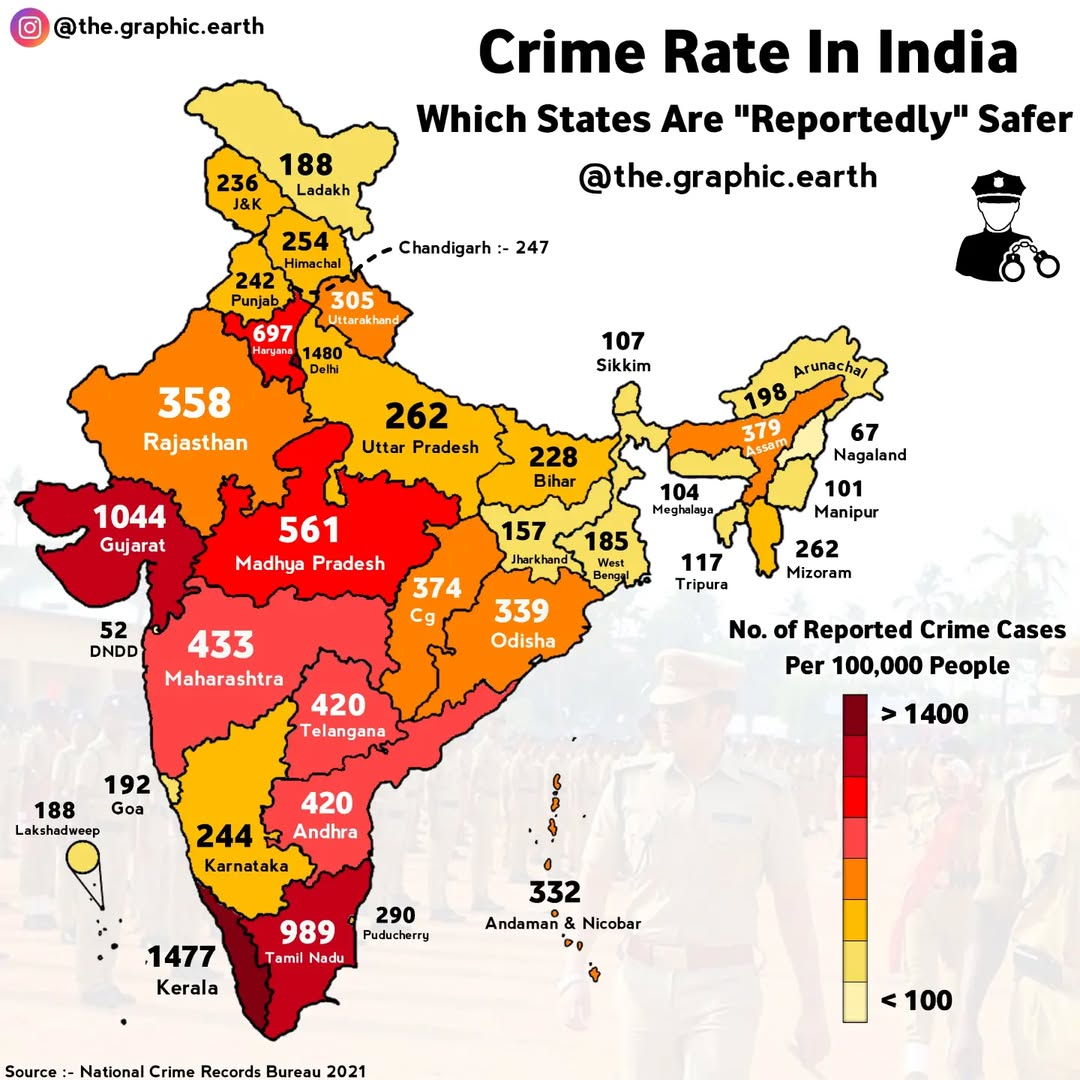 @the.graphic.earth
Crime Rate In India
Which States Are "Reportedly" Safer
@the.graphic.earth
188
Ladakh
236
J&K
254
Himachal
Chandigarh :- 247
242
Punjab
305
Uttarakhand
697
Haryana
1480
Delhi
107
Sikkim
198
Arunachal
358
Rajasthan
262
Uttar Pradesh
228
Bihar
379
Assam
67
Nagaland
104
Meghalaya
101
Manipur
117
Tripura
262
Mizoram
1044
Gujarat
561
Madhya Pradesh
157
Jharkhand
185
West
Bengal
374
Cg
339
Odisha
52
DNDD
433
Maharashtra
420
Telangana
No. of Reported Crime Cases
Per 100,000 People
> 1400
< 100
192
Goa
188
Lakshadweep
420
Andhra
244
Karnataka
332
Andaman & Nicobar
290
Puducherry
989
Tamil Nadu
1477
Kerala
Source :- National Crime Records Bureau 2021